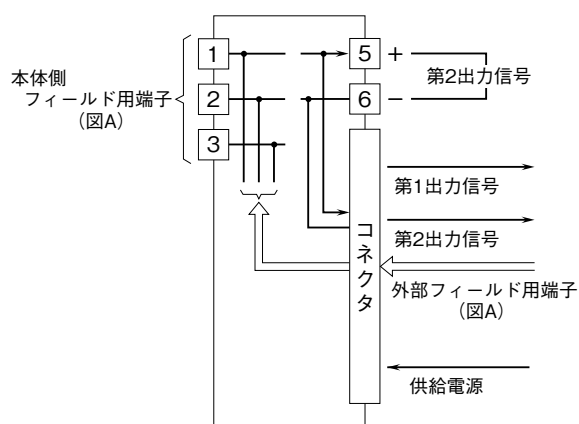 1
2
3
本体側
フィールド用端子
（図A）
5
+
6
−
第2出力信号
コネクタ
第1出力信号
第2出力信号
外部フィールド用端子
（図A）
供給電源